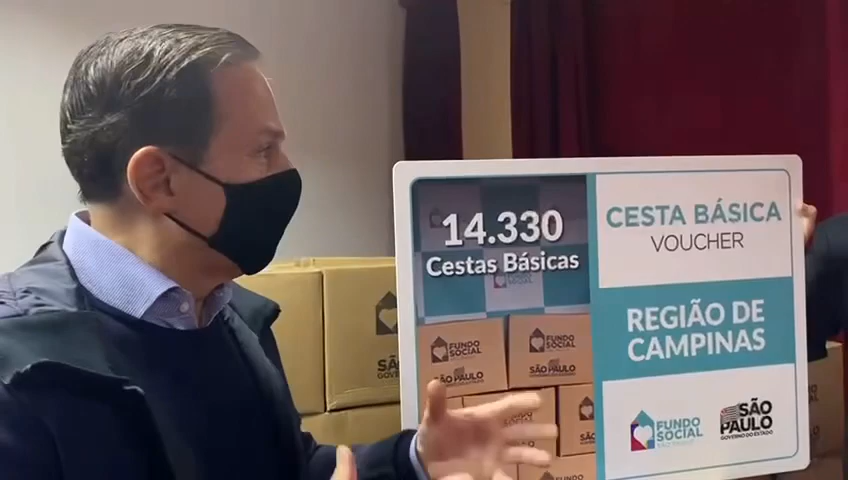 14.330
Cestas Básicas
CESTA BÁSICA
VOUCHER
REGIÃO DE
CAMPINAS
FUNDO
SOCIAL
SÃO PAULO
SÃO
PAULO
GOVERNO DO ESTADO
FUNDO
SOCIAL
SÃO PAULO
FUNDO
SOCIAL
SÃO PAULO